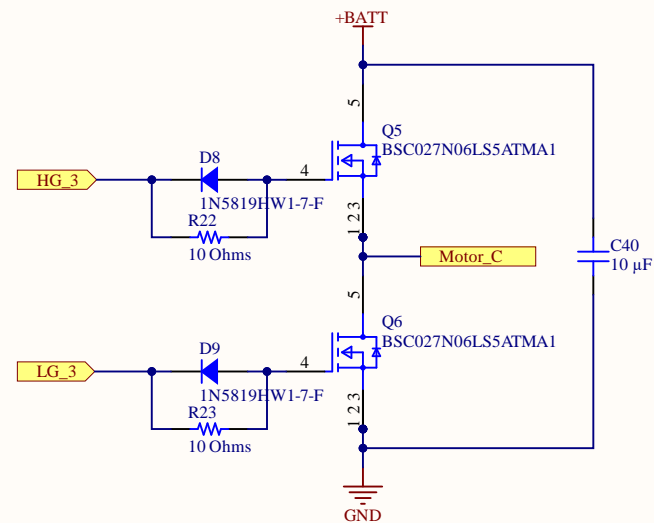 +BATT
5
Q5
BSC027N06LS5ATMA1
D8
4
HG_3
1N5819HW1-7-F
R22
10 Ohms
1 2 3
Motor_C
C40
10 µF
5
Q6
BSC027N06LS5ATMA1
D9
4
LG_3
1N5819HW1-7-F
R23
10 Ohms
1 2 3
GND